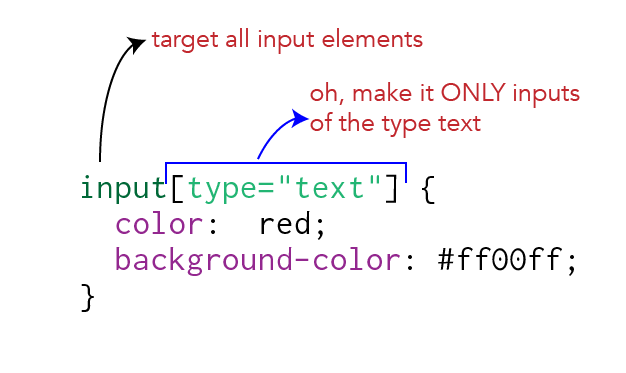 target all input elements
oh, make it ONLY inputs
of the type text
input[type="text"] {
  color:  red;
  background-color: #ff00ff;
}